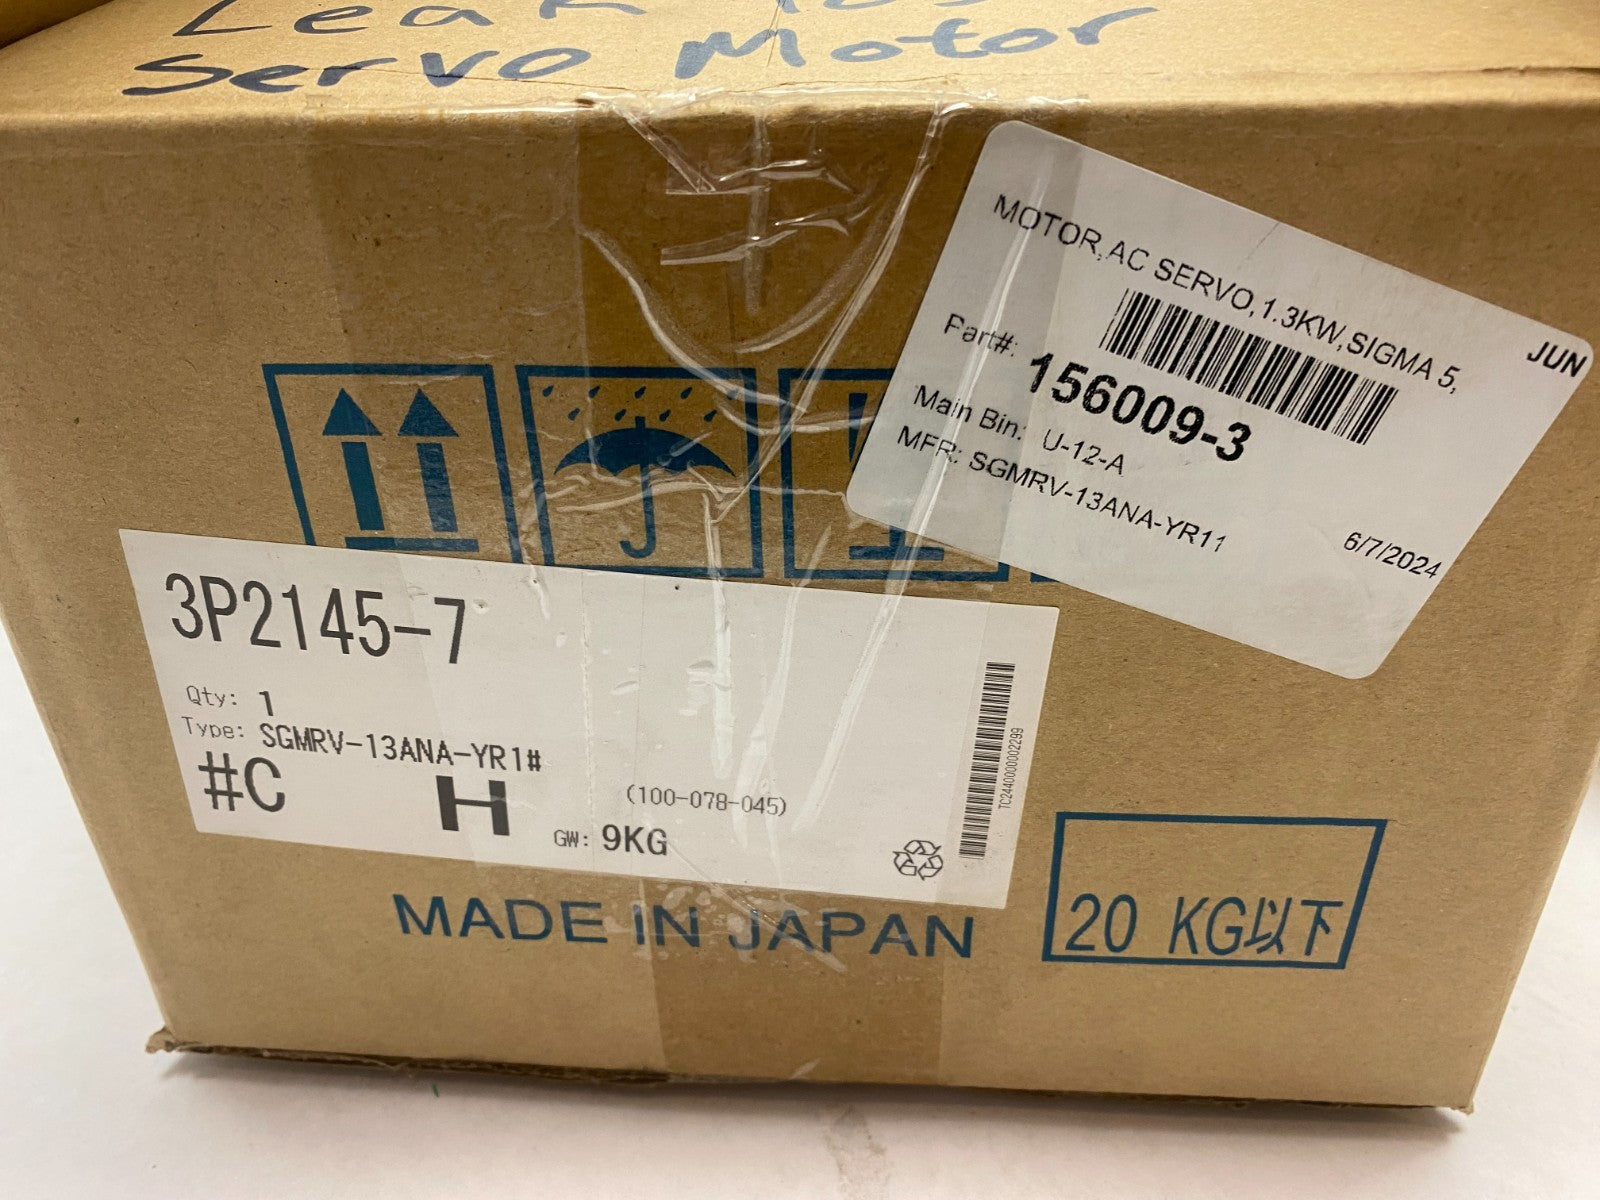 Leak
Servo Motor
MOTOR,AC SERVO,1.3KW,SIGMA 5,
JUN
Part#: 156009-3
Main Bin: U-12-A
MFR: SGMRV-13ANA-YR11
6/7/2024
3P2145-7
Qty: 1
Type: SGMRV-13ANA-YR1#
#C H (100-078-045)
GW: 9KG
TC2440000002299
MADE IN JAPAN
20 KG以下